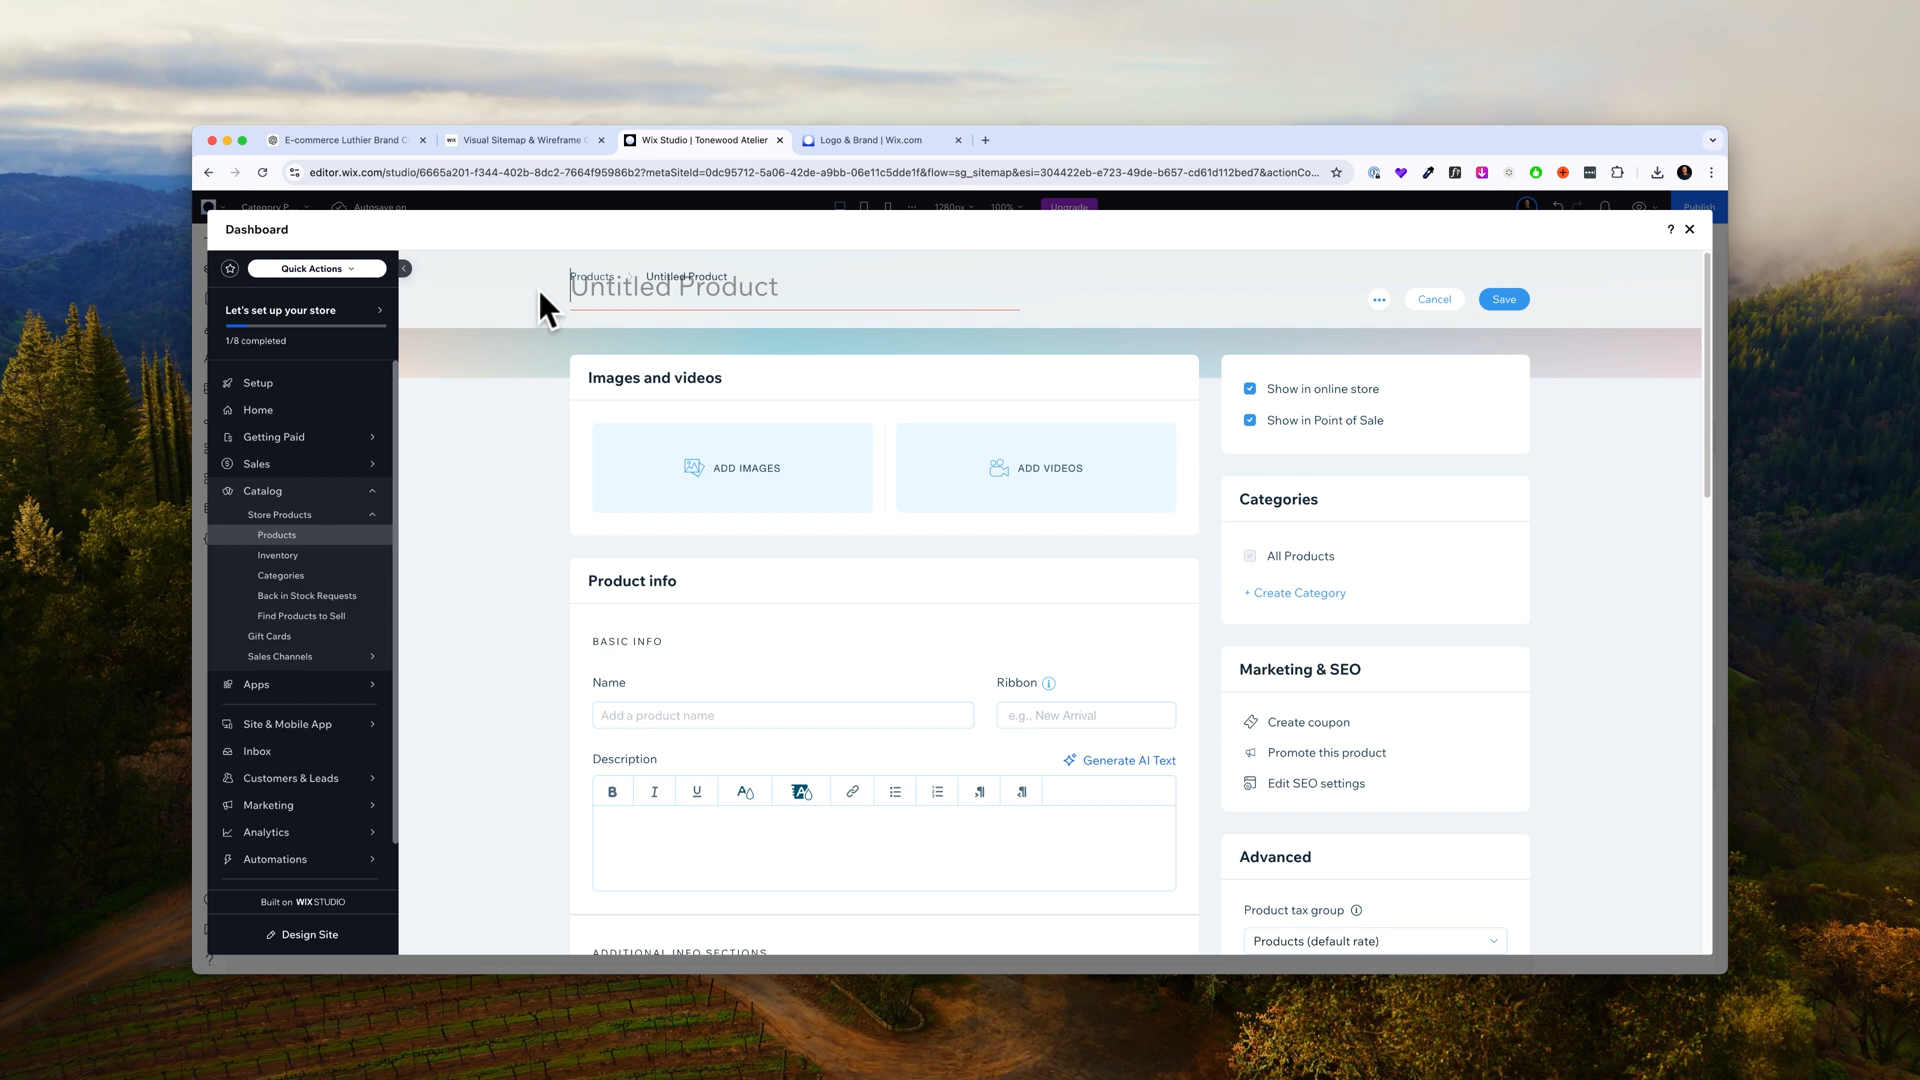 E-commerce Luthier Brand C
Visual Sitemap & Wireframe
Wix Studio | Tonewood Atelier
Logo & Brand | Wix.com
editor.wix.com/studio/6665a201-f344-402b-8dc2-7664f95986b2?metaSiteId=0dc95712-5a06-42de-a9bb-06e11c5dde1f&flow=sg_sitemap&esi=304422eb-e723-49de-b657-cd61d112bed7&actionCo...
Category P...
Autosave on
1280px
100%
Upgrade
Publish
Dashboard
?
Quick Actions
Let's set up your store
1/8 completed
Setup
Home
Getting Paid
Sales
Catalog
Store Products
Products
Inventory
Categories
Back in Stock Requests
Find Products to Sell
Gift Cards
Sales Channels
Apps
Site & Mobile App
Inbox
Customers & Leads
Marketing
Analytics
Automations
Built on WIX STUDIO
Design Site
Products
Untitled Product
Untitled Product
Cancel
Save
Images and videos
ADD IMAGES
ADD VIDEOS
Product info
BASIC INFO
Name
Ribbon
Add a product name
e.g., New Arrival
Description
Generate AI Text
B I U
ADDITIONAL INFO SECTIONS
Show in online store
Show in Point of Sale
Categories
All Products
+ Create Category
Marketing & SEO
Create coupon
Promote this product
Edit SEO settings
Advanced
Product tax group
Products (default rate)